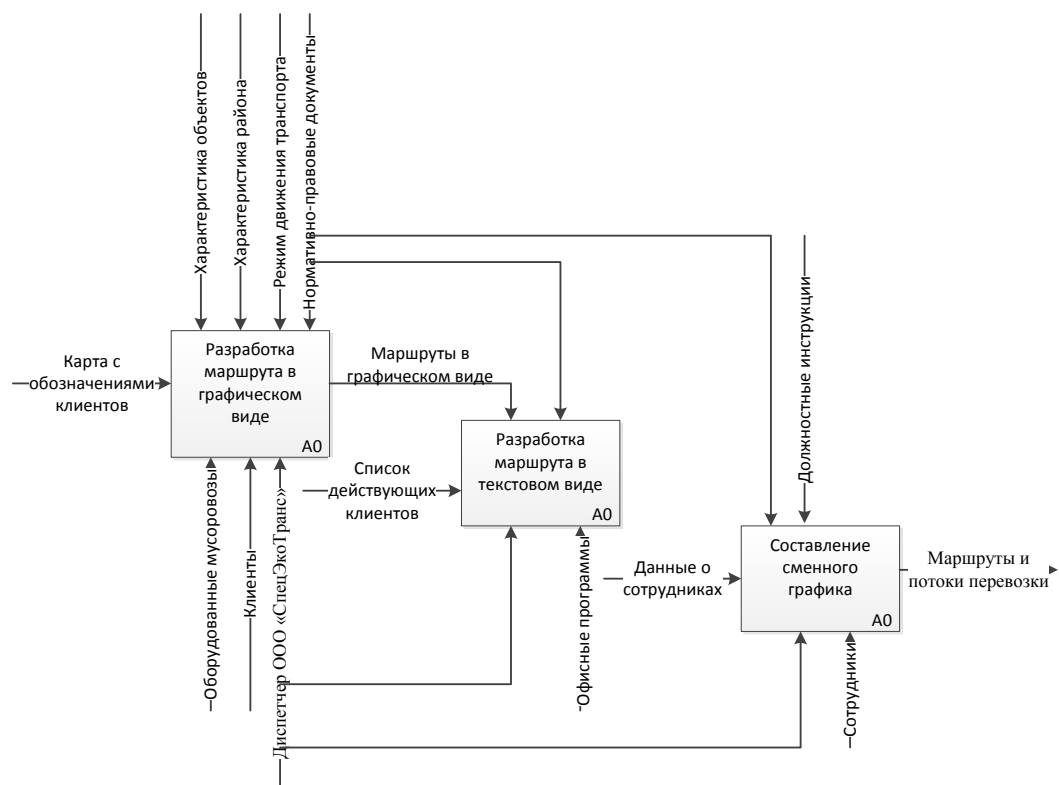 Характеристика объектов
Характеристика района
Режим движения транспорта
Нормативно-правовые документы
Карта с
обозначениями
клиентов
Разработка
маршрута в
графическом
виде
A0
Маршруты в
графическом виде
Должностные инструкции
Разработка
маршрута в
текстовом виде
A0
Список
действующих
клиентов
Оборудованные мусоровозы
Клиенты
Диспетчер ООО «СпецЭкоТранс»
Офисные программы
Данные о
сотрудниках
Составление
сменного
графика
A0
Маршруты и
потоки перевозки
Сотрудники